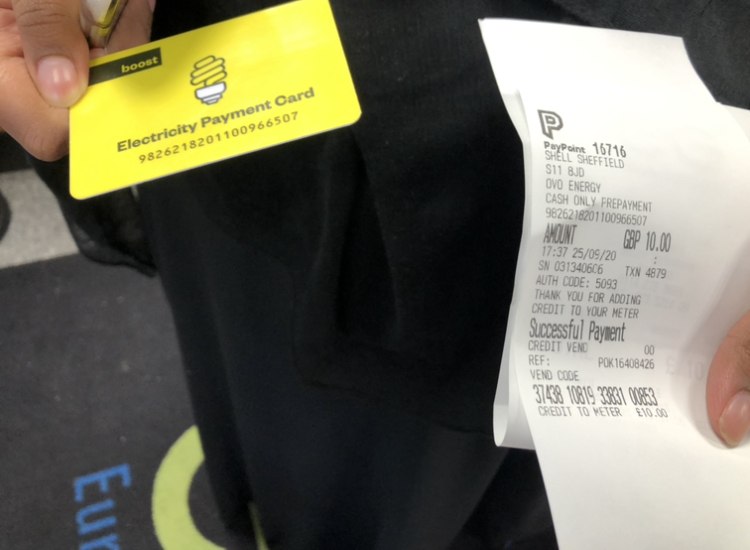 boost
Electricity Payment Card
9826218201100966507
PayPoint 16716
SHELL SHEFFIELD
S11 8JD
OVO ENERGY
CASH ONLY PREPAYMENT
9826218201100966507
AMOUNT GBP 10.00
17:37 25/09/20 :
SN 031340606 TXN 4879
AUTH CODE: 5093
THANK YOU FOR ADDING
CREDIT TO YOUR METER
Successful Payment
CREDIT VEND 00
REF: POK16408426
VEND CODE
37438 10819 33831 00853
CREDIT TO METER £10.00
Eur